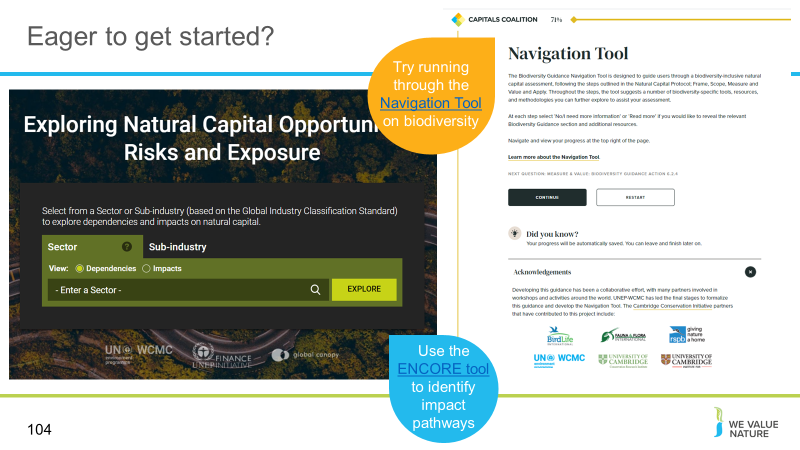 Eager to get started?
CAPITALS COALITION 71%
Try running
through the
Navigation Tool
on biodiversity
Navigation Tool
The Biodiversity Guidance Navigation Tool is designed to guide users through a biodiversity-inclusive natural
capital assessment, following the steps outlined in the Natural Capital Protocol: Frame, Scope, Measure and
Value and Apply. Throughout the steps, the tool suggests a number of biodiversity-specific tools, resources,
and methodologies you can further explore to assist your assessment.
At each step select 'No/I need more information' or 'Read more' if you would like to reveal the relevant
Biodiversity Guidance section and additional resources.
Navigate and view your progress at the top right of the page.
Learn more about the Navigation Tool
NEXT QUESTION: MEASURE & VALUE: BIODIVERSITY GUIDANCE ACTION
CONTINUE RESTART
Did you know?
Your progress will be automatically saved. You can leave and finish later on.
Acknowledgements
Developing this guidance has been a collaborative effort, with many partners involved in
workshops and activities around the world. UNEP-WCMC has led the final stages to formalize
this guidance and develop the Navigation Tool. The Cambridge Conservation Initiative partners
that have contributed to this project include:
BirdLife
INTERNATIONAL
FAUNA & FLORA
INTERNATIONAL
rspb
giving
nature
a home
UN WCMC
UNIVERSITY OF
CAMBRIDGE
UNIVERSITY OF
CAMBRIDGE
Exploring Natural Capital Opportuni
Risks and Exposure
Select from a Sector or Sub-industry (based on the Global Industry Classification Standard)
to explore dependencies and impacts on natural capital.
Sector ? Sub-industry
View: Dependencies Impacts
- Enter a Sector - EXPLORE
UN WCMC
environment
programme
UNEP
FINANCE
INITIATIVE
global canopy
Use the
ENCORE tool
to identify
impact
pathways
104
WE VALUE
NATURE